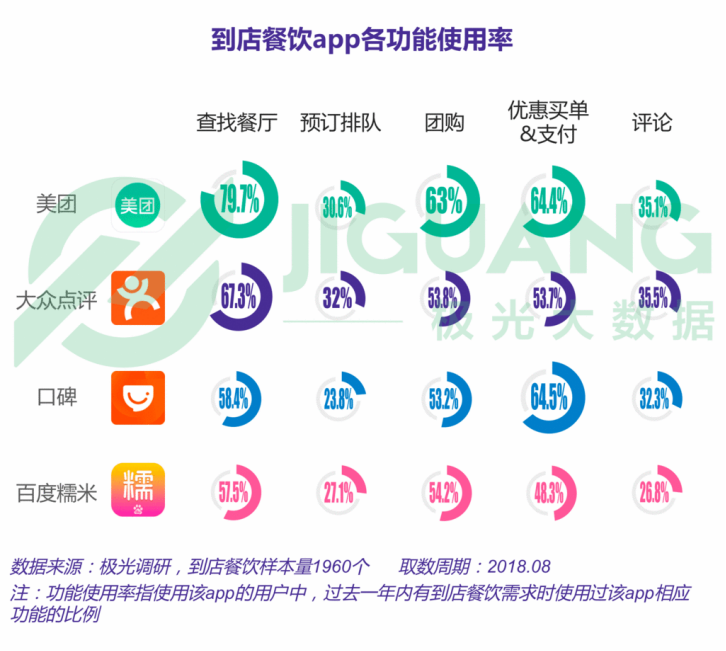 到店餐饮app各功能使用率
查找餐厅 预订排队 团购 优惠买单
&支付 评论
美团 美团 79.7% 30.6% 63% 64.4% 35.1%
JIGUANG
大众点评 67.3% 32% 53.8% 53.7% 35.5%
极光大数据
口碑 58.4% 23.8% 53.2% 64.5% 32.3%
百度糯米 糯 57.5% 27.1% 54.2% 48.3% 26.8%
数据来源：极光调研，到店餐饮样本量1960个 取数周期：2018.08
注：功能使用率指使用该app的用户中，过去一年内有到店餐饮需求时使用过该app相应
功能的比例